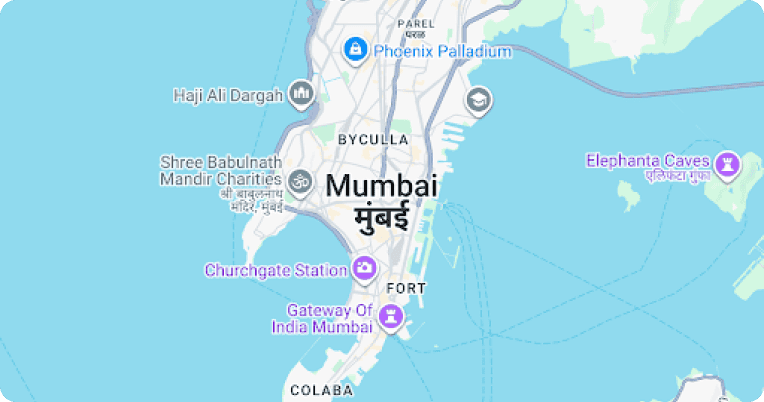 PAREL
परळ
Phoenix Palladium
Haji Ali Dargah
BYCULLA
Shree Babulnath
Mandir Charities
श्री बाबुलनाथ
मंदिर, मुंबई
Elephanta Caves
एलिफंटा गुफा
Mumbai
मुंबई
Churchgate Station
FORT
Gateway Of
India Mumbai
COLABA